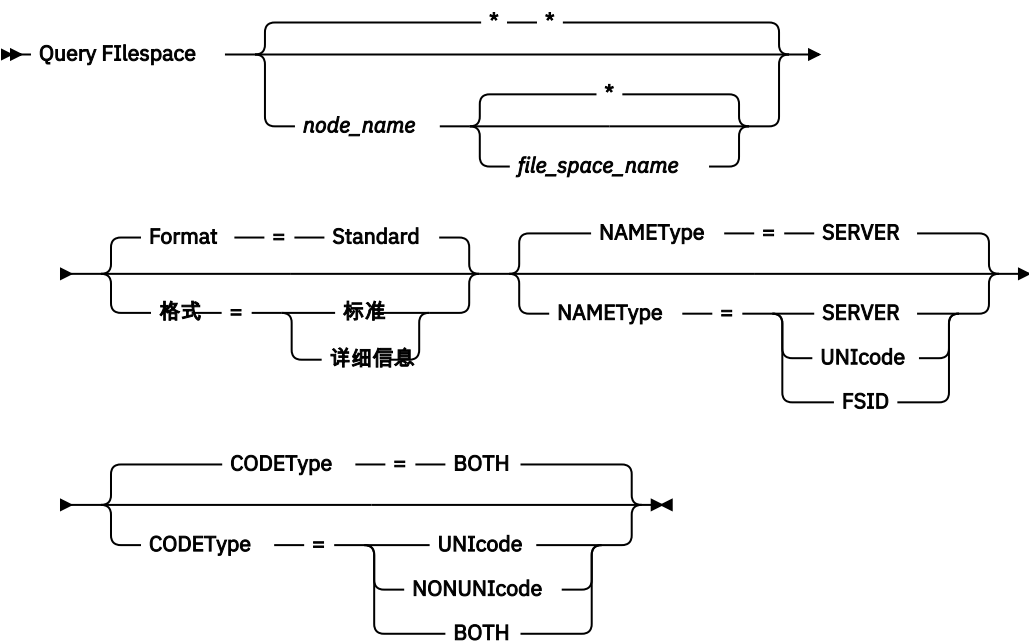 * *
Query FIlespace
*
node_name
file_space_name
Format = Standard
NAMEType = SERVER
格式 = 标准
NAMEType = SERVER
详细信息
UNIcode
FSID
CODEType = BOTH
CODEType = UNIcode
NONUNIcode
BOTH